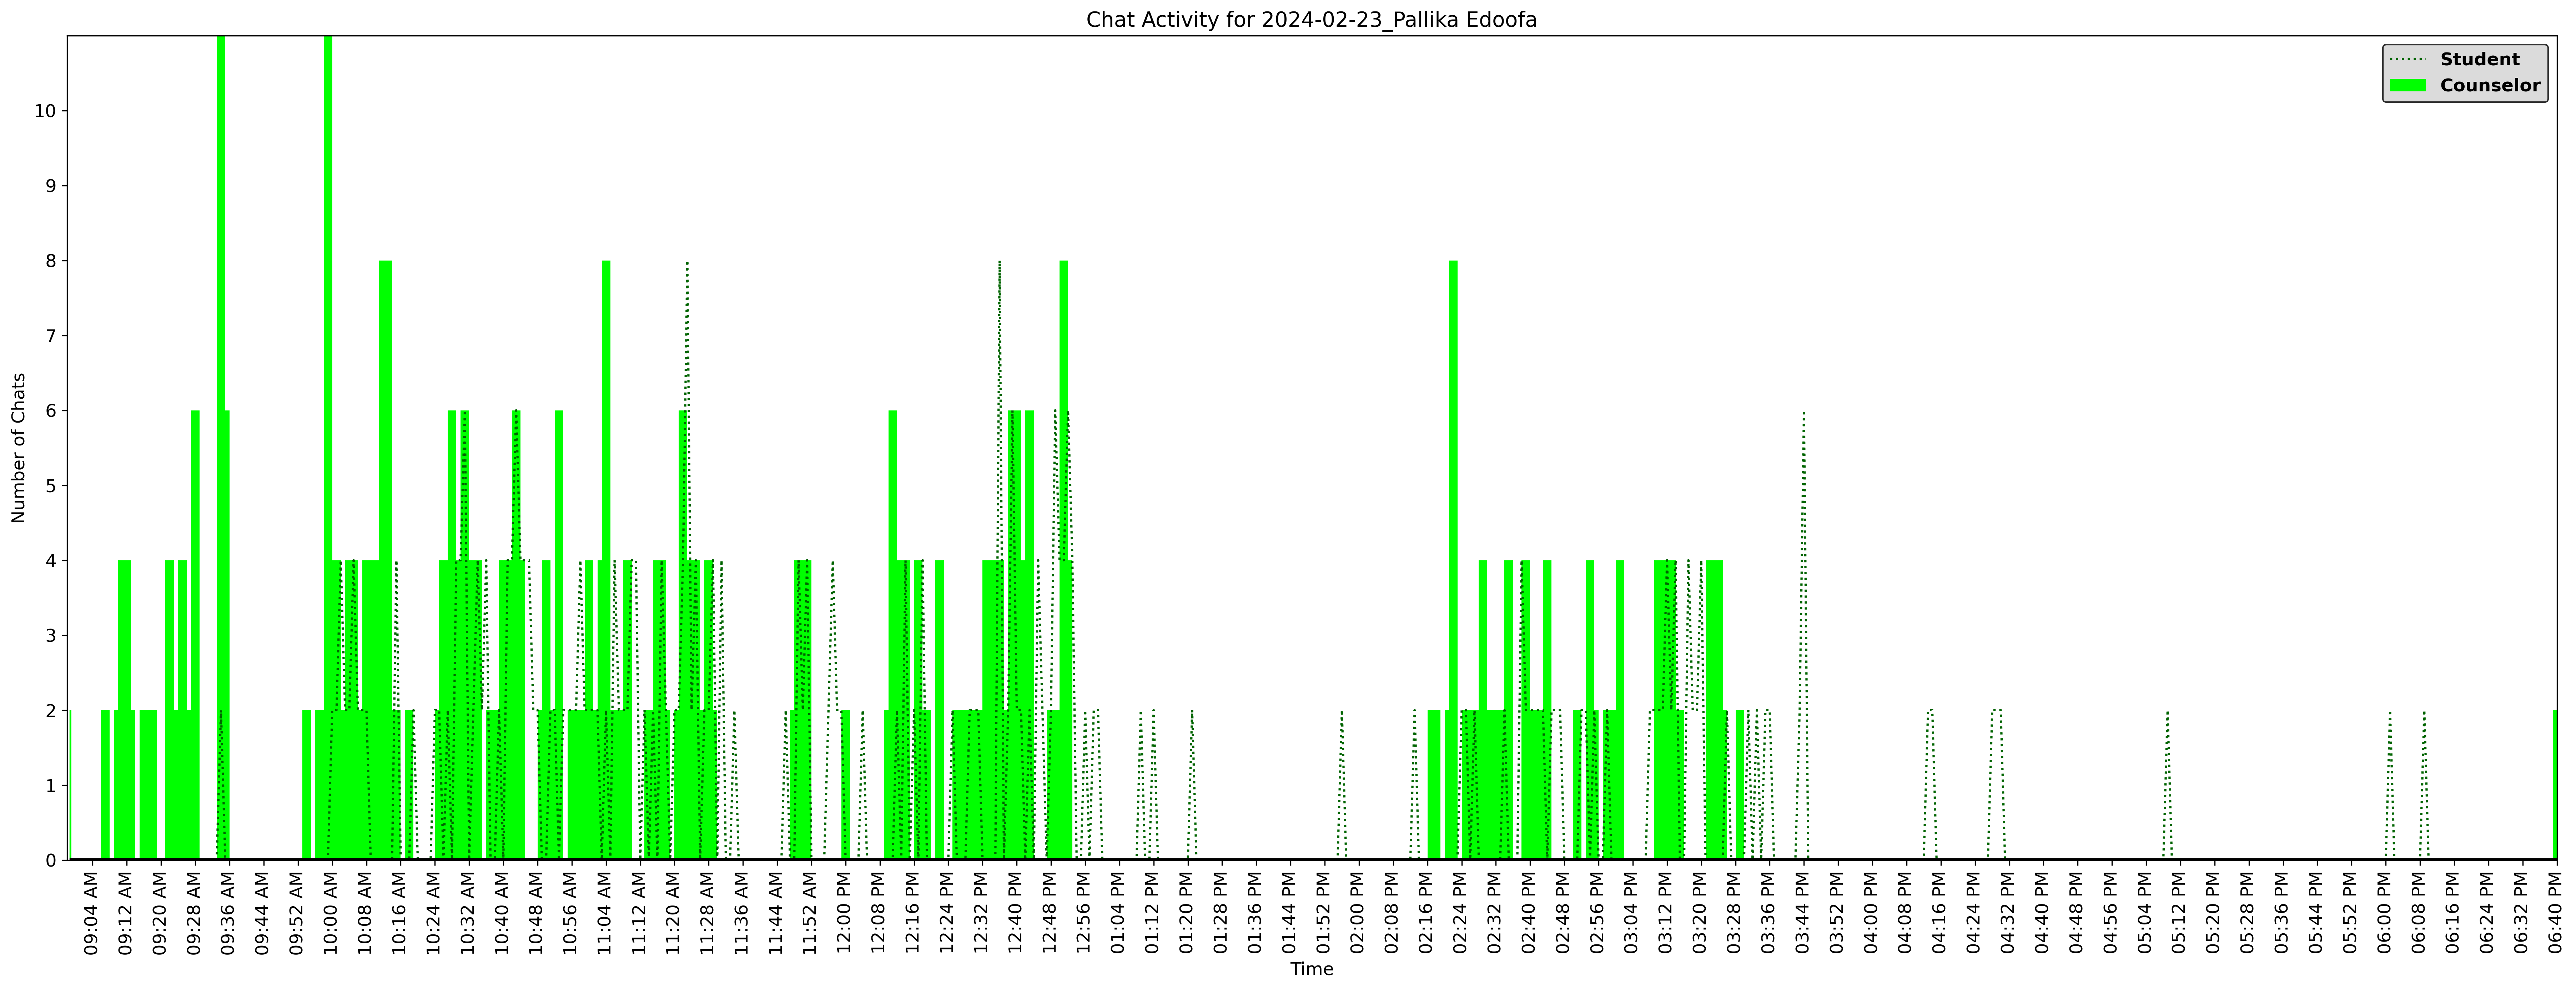 Chat Activity for 2024-02-23_Pallika Edoofa
Student
Counselor
Number of Chats
10
9
8
7
6
5
4
3
2
1
0
09:04 AM
09:12 AM
09:20 AM
09:28 AM
09:36 AM
09:44 AM
09:52 AM
10:00 AM
10:08 AM
10:16 AM
10:24 AM
10:32 AM
10:40 AM
10:48 AM
10:56 AM
11:04 AM
11:12 AM
11:20 AM
11:28 AM
11:36 AM
11:44 AM
11:52 AM
12:00 PM
12:08 PM
12:16 PM
12:24 PM
12:32 PM
12:40 PM
12:48 PM
12:56 PM
01:04 PM
01:12 PM
01:20 PM
01:28 PM
01:36 PM
01:44 PM
01:52 PM
02:00 PM
02:08 PM
02:16 PM
02:24 PM
02:32 PM
02:40 PM
02:48 PM
02:56 PM
03:04 PM
03:12 PM
03:20 PM
03:28 PM
03:36 PM
03:44 PM
03:52 PM
04:00 PM
04:08 PM
04:16 PM
04:24 PM
04:32 PM
04:40 PM
04:48 PM
04:56 PM
05:04 PM
05:12 PM
05:20 PM
05:28 PM
05:36 PM
05:44 PM
05:52 PM
06:00 PM
06:08 PM
06:16 PM
06:24 PM
06:32 PM
06:40 PM
Time